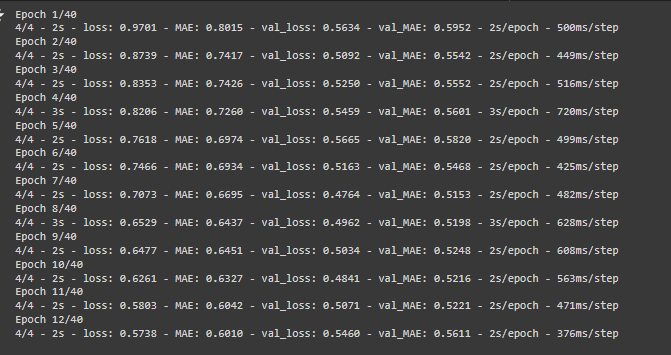 Epoch 1/40
4/4 - 2s - loss: 0.9701 - MAE: 0.8015 - val_loss: 0.5634 - val_MAE: 0.5952 - 2s/epoch - 500ms/step
Epoch 2/40
4/4 - 2s - loss: 0.8739 - MAE: 0.7417 - val_loss: 0.5092 - val_MAE: 0.5542 - 2s/epoch - 449ms/step
Epoch 3/40
4/4 - 2s - loss: 0.8353 - MAE: 0.7426 - val_loss: 0.5250 - val_MAE: 0.5552 - 2s/epoch - 516ms/step
Epoch 4/40
4/4 - 3s - loss: 0.8206 - MAE: 0.7260 - val_loss: 0.5459 - val_MAE: 0.5601 - 3s/epoch - 720ms/step
Epoch 5/40
4/4 - 2s - loss: 0.7618 - MAE: 0.6974 - val_loss: 0.5665 - val_MAE: 0.5820 - 2s/epoch - 499ms/step
Epoch 6/40
4/4 - 2s - loss: 0.7466 - MAE: 0.6934 - val_loss: 0.5163 - val_MAE: 0.5468 - 2s/epoch - 425ms/step
Epoch 7/40
4/4 - 2s - loss: 0.7073 - MAE: 0.6695 - val_loss: 0.4764 - val_MAE: 0.5153 - 2s/epoch - 482ms/step
Epoch 8/40
4/4 - 3s - loss: 0.6529 - MAE: 0.6437 - val_loss: 0.4962 - val_MAE: 0.5198 - 3s/epoch - 628ms/step
Epoch 9/40
4/4 - 2s - loss: 0.6477 - MAE: 0.6451 - val_loss: 0.5034 - val_MAE: 0.5248 - 2s/epoch - 608ms/step
Epoch 10/40
4/4 - 2s - loss: 0.6261 - MAE: 0.6327 - val_loss: 0.4841 - val_MAE: 0.5216 - 2s/epoch - 563ms/step
Epoch 11/40
4/4 - 2s - loss: 0.5803 - MAE: 0.6042 - val_loss: 0.5071 - val_MAE: 0.5221 - 2s/epoch - 471ms/step
Epoch 12/40
4/4 - 2s - loss: 0.5738 - MAE: 0.6010 - val_loss: 0.5460 - val_MAE: 0.5611 - 2s/epoch - 376ms/step